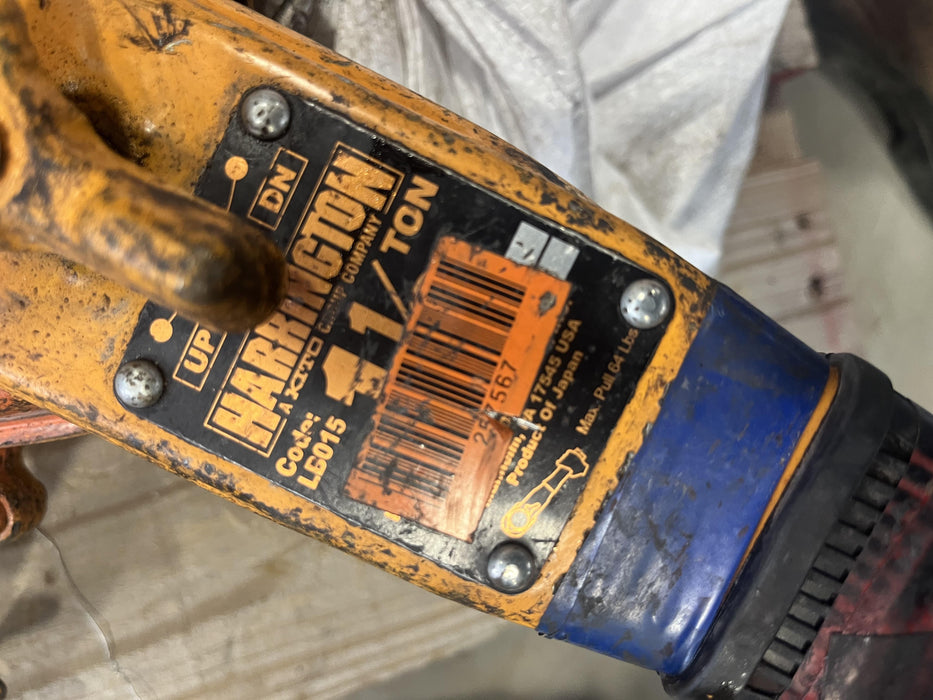 DN
UP
HARRINGTON
A KITO GROUP COMPANY
Code:
LB015
1 1/ TON
567
A 17545 USA
Product Of Japan
Max. Pull 64 Lbs